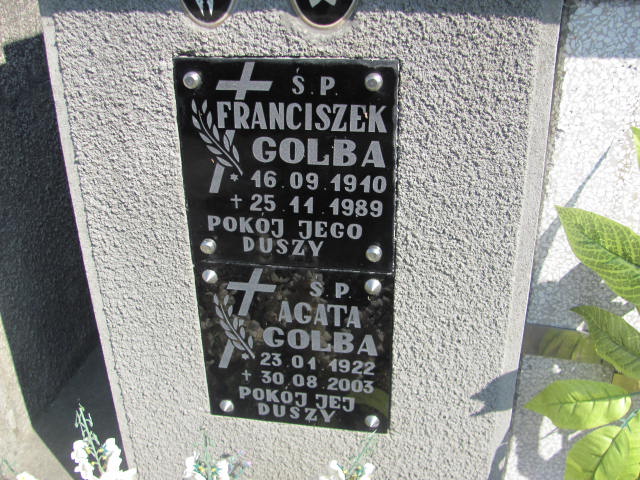 Ś.P.
FRANCISZEK
GOLBA
* 16.09.1910
+ 25.11.1989
POKÓJ JEGO
DUSZY
Ś.P.
AGATA
GOLBA
* 23.01.1922
+ 30.08.2003
POKÓJ JEJ
DUSZY